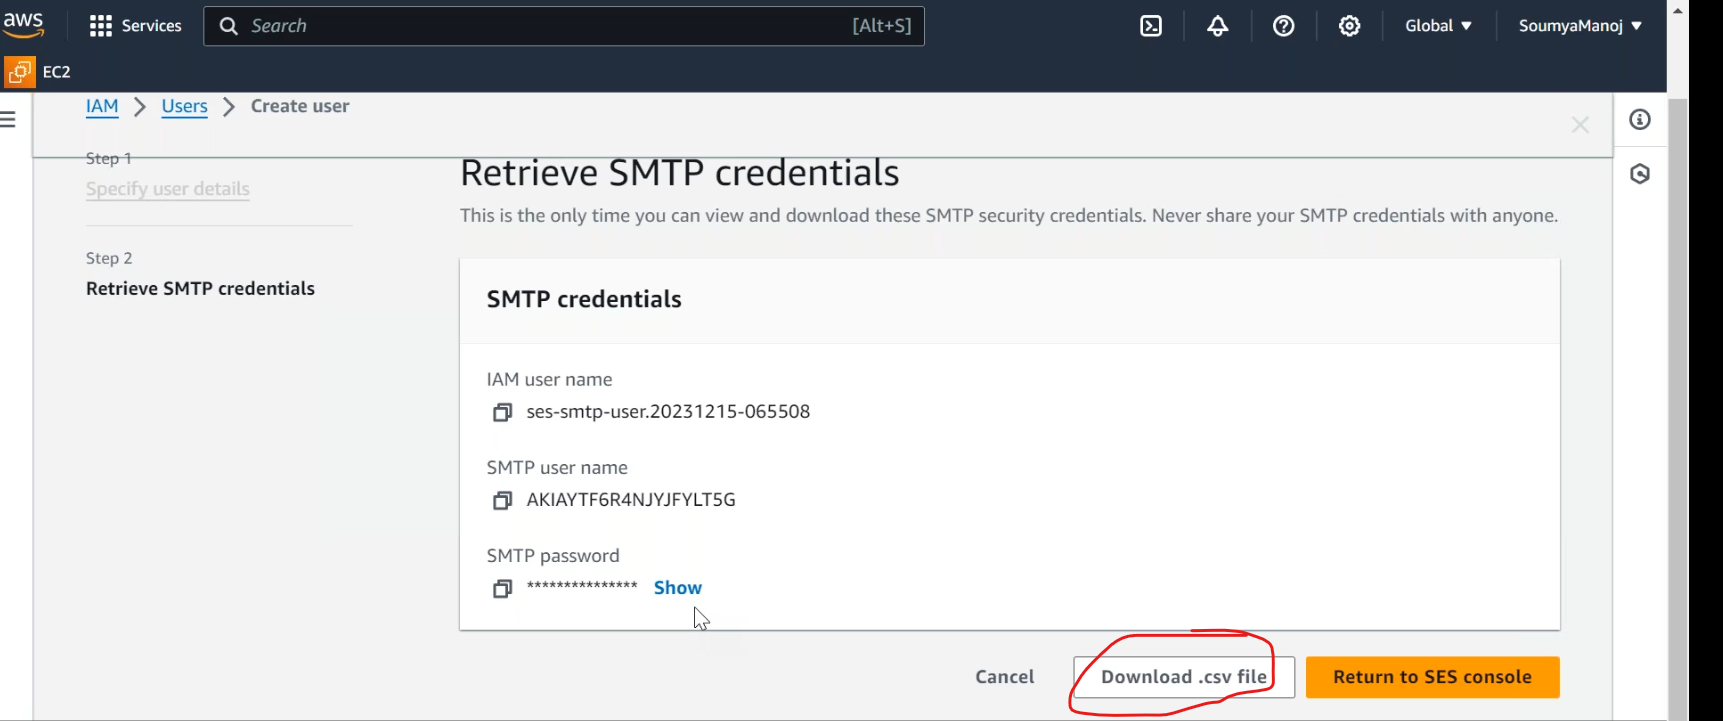 aws
Services
Search [Alt+S]
Global ▼
SoumyaManoj ▼
EC2
IAM > Users > Create user
Step 1
Specify user details
Step 2
Retrieve SMTP credentials
Retrieve SMTP credentials
This is the only time you can view and download these SMTP security credentials. Never share your SMTP credentials with anyone.
SMTP credentials
IAM user name
ses-smtp-user.20231215-065508
SMTP user name
AKIAYTF6R4NJYJFYLT5G
SMTP password
*************** Show
Cancel
Download .csv file
Return to SES console